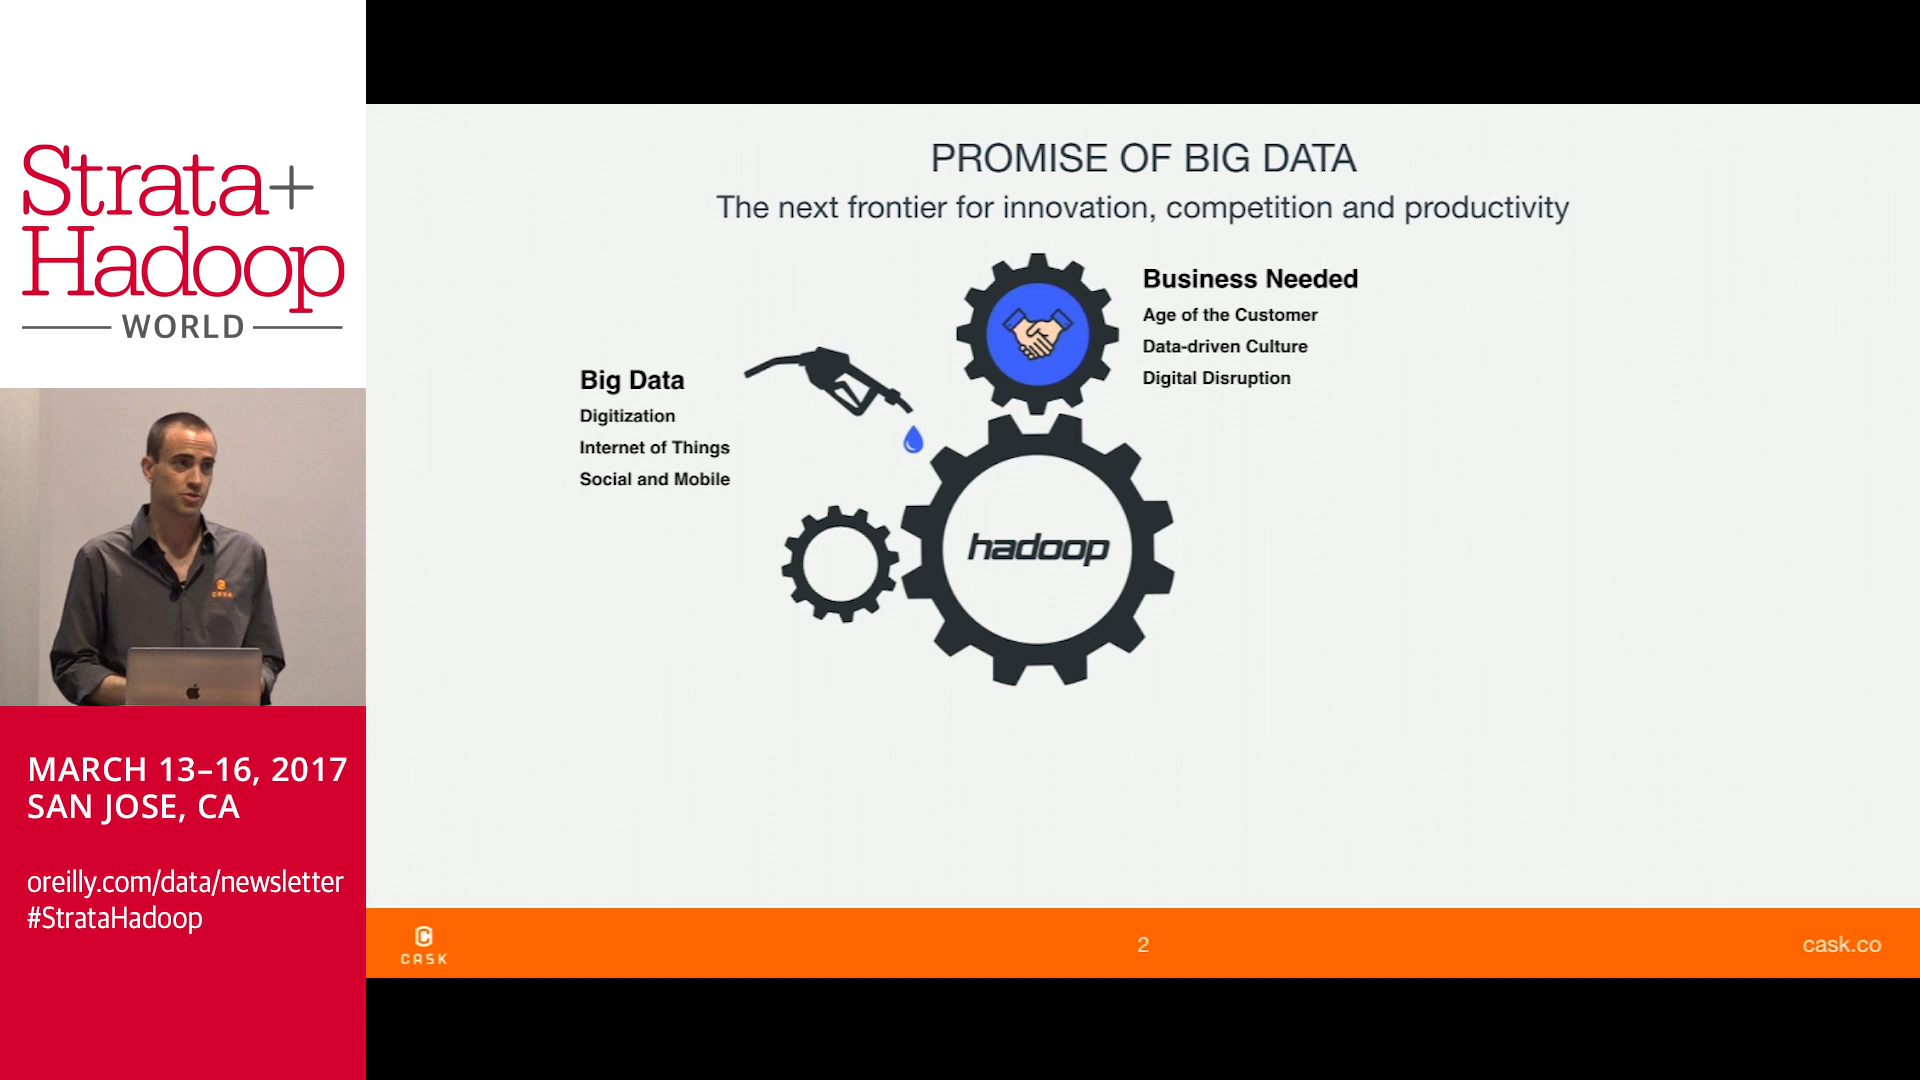 Strata+
Hadoop
WORLD
CASK
MARCH 13–16, 2017
SAN JOSE, CA
oreilly.com/data/newsletter
#StrataHadoop
PROMISE OF BIG DATA
The next frontier for innovation, competition and productivity
Business Needed
Age of the Customer
Data-driven Culture
Digital Disruption
Big Data
Digitization
Internet of Things
Social and Mobile
hadoop
CASK
2
cask.co